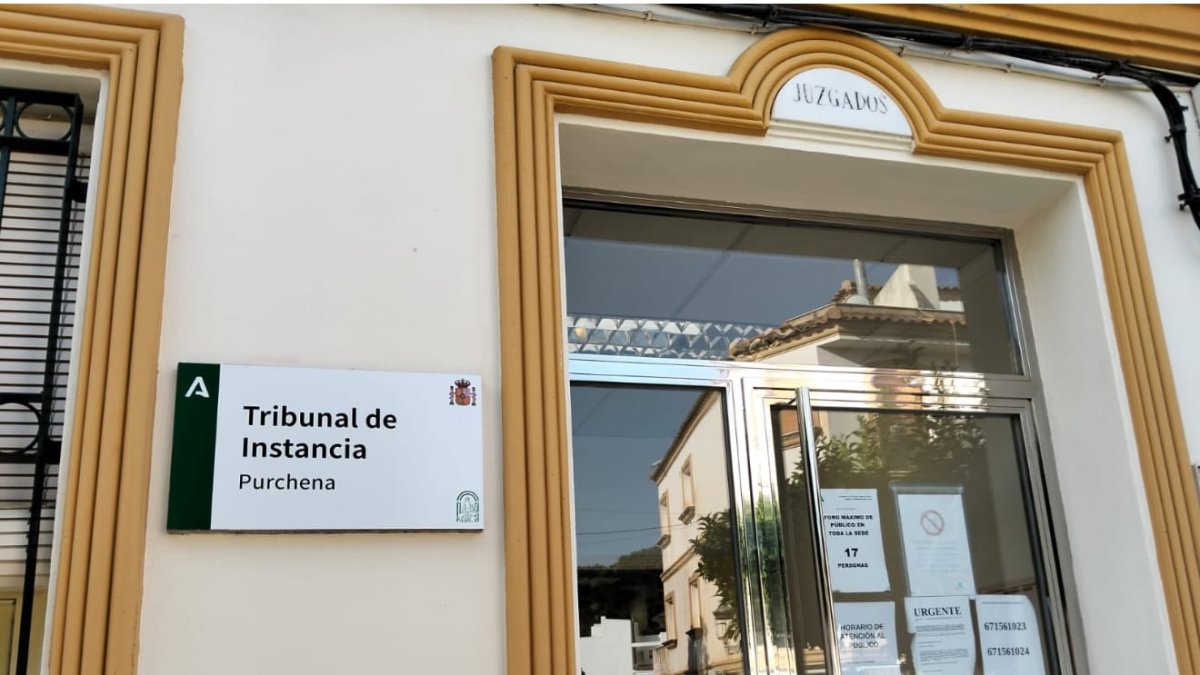 JUZGADOS
A
Tribunal de
Instancia
Purchena
FORO MÁXIMO DE
PÚBLICO EN
TODA LA SEDE
17
PERSONAS
HORARIO DE
ATENCIÓN AL
PÚBLICO
URGENTE
671561023
671561024